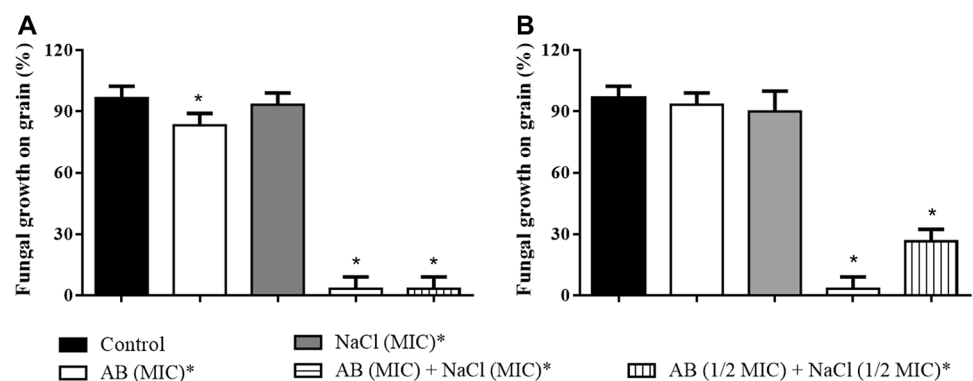 A
B
Fungal growth on grain (%)
120
90
60
30
0
*
*
*
Fungal growth on grain (%)
120
90
60
30
0
*
*
Control
NaCl (MIC)*
AB (MIC)*
AB (MIC) + NaCl (MIC)*
AB (1/2 MIC) + NaCl (1/2 MIC)*